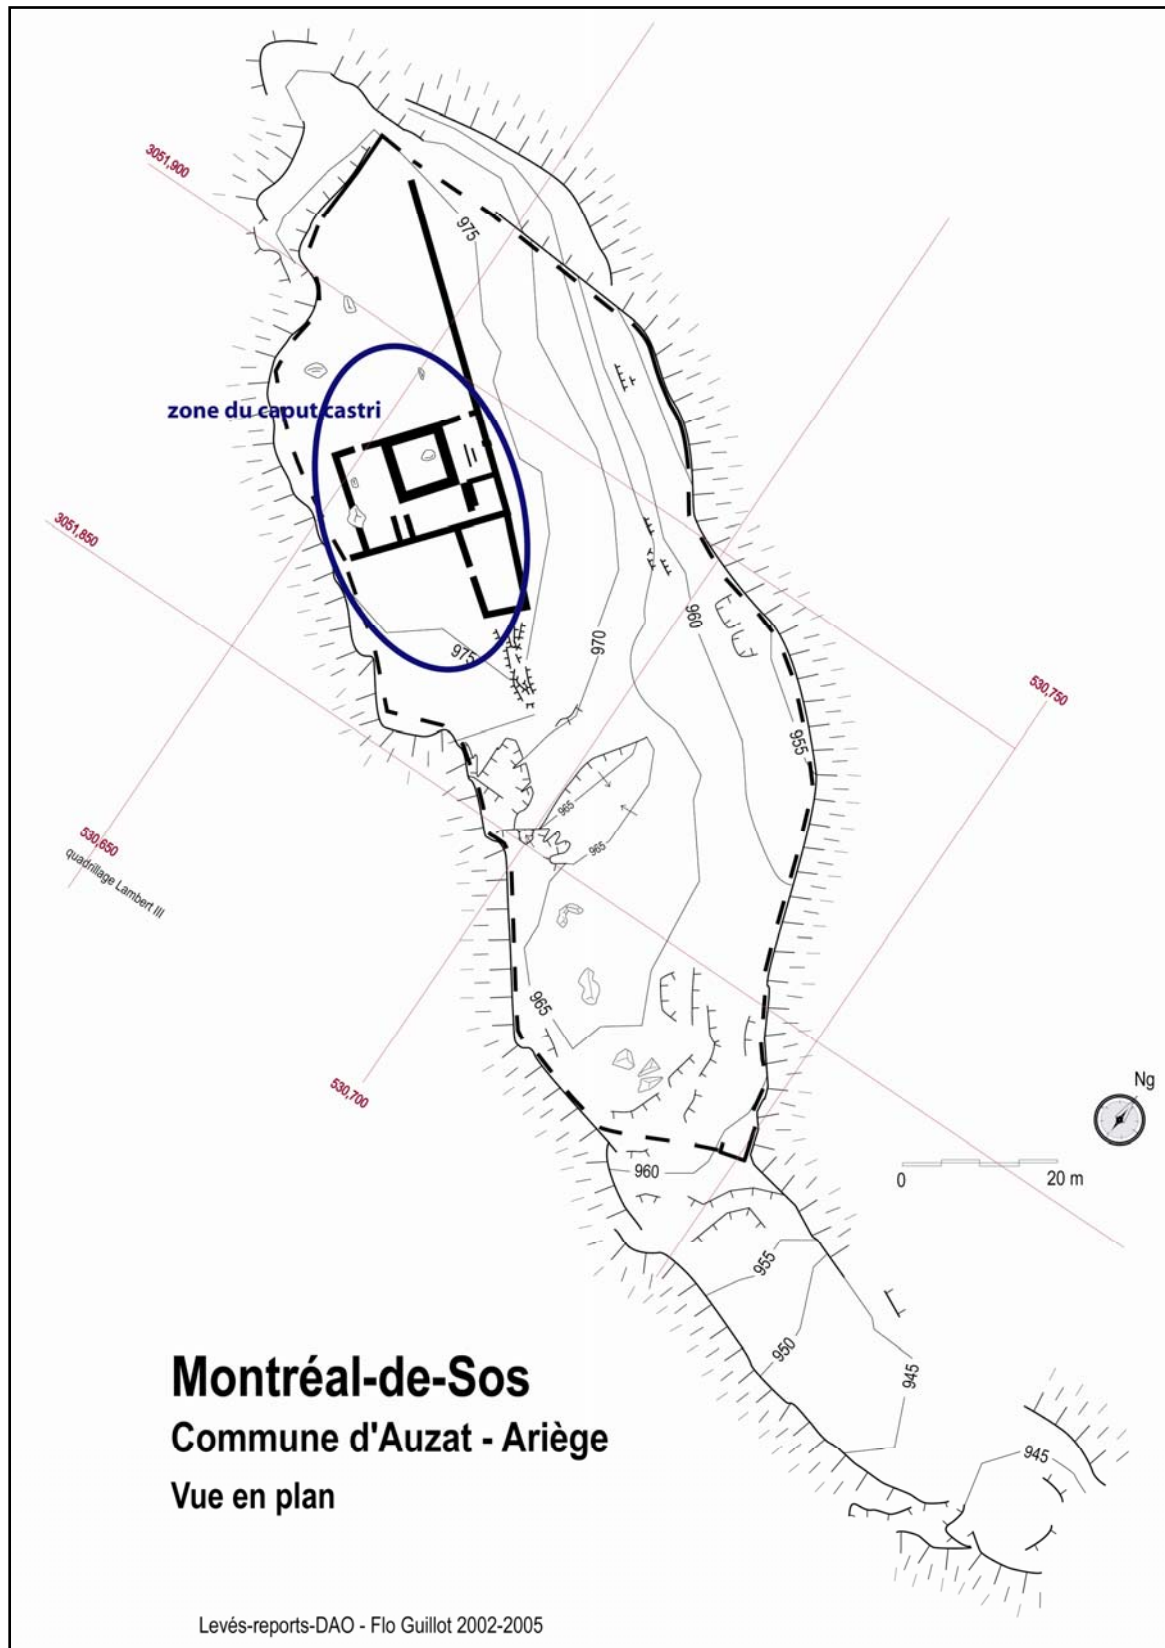 3051,900
975
zone du caput castri
3051,850
960
970
975
530,750
955
965
530,650
965
quadrillage Lambert III
965
Ng
530,700
960
0
20 m
955
950
945
Montréal-de-Sos
Commune d'Auzat - Ariège
Vue en plan
945
Levés-reports-DAO - Flo Guillot 2002-2005